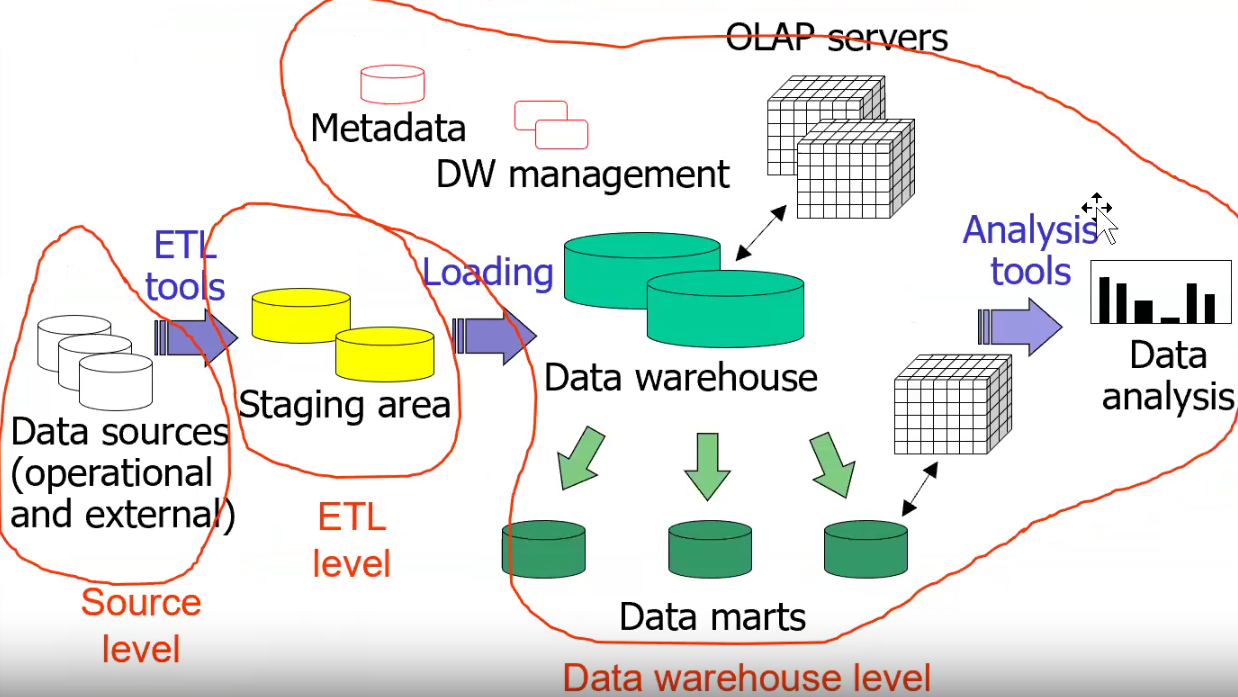 OLAP servers
Metadata
DW management
ETL
tools
Loading
Analysis
tools
Data warehouse
Data
analysis
Staging area
Data sources
(operational
and external)
ETL
level
Source
level
Data marts
Data warehouse level